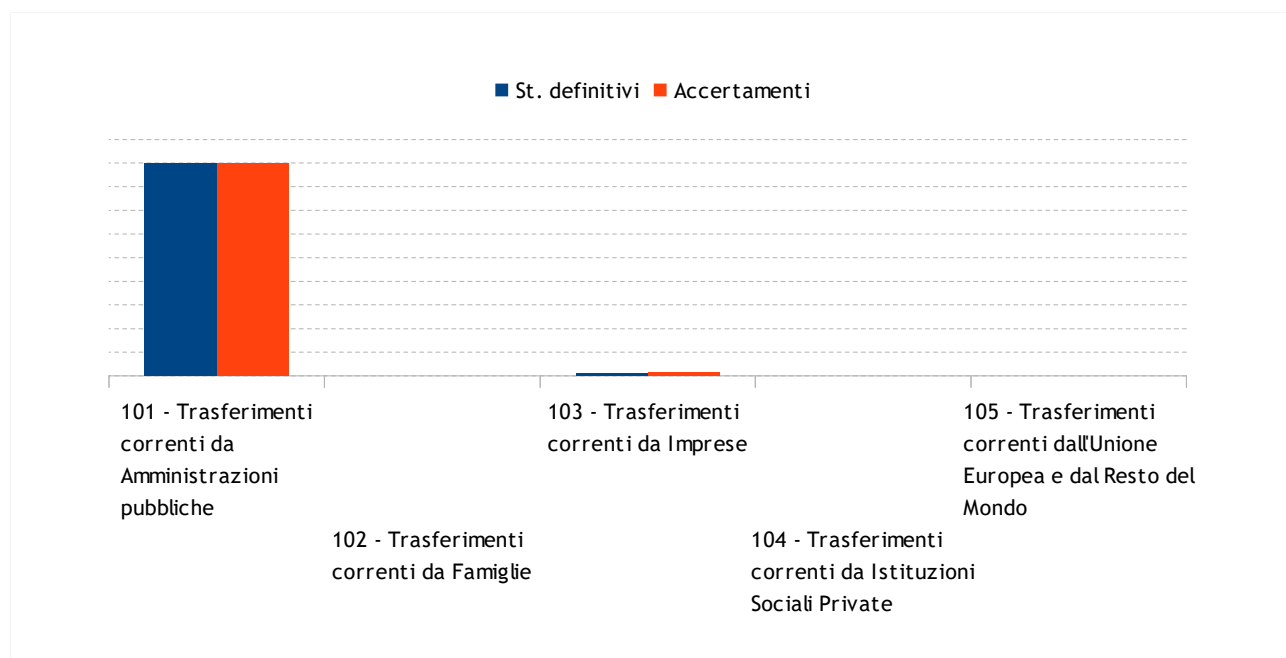 St. definitivi Accertamenti
101 - Trasferimenti
correnti da
Amministrazioni
pubbliche
102 - Trasferimenti
correnti da Famiglie
103 - Trasferimenti
correnti da Imprese
104 - Trasferimenti
correnti da Istituzioni
Sociali Private
105 - Trasferimenti
correnti dall'Unione
Europea e dal Resto del
Mondo